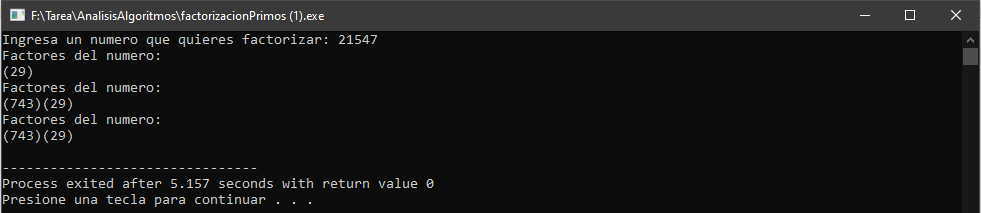 F:\Tarea\AnalisisAlgoritmos\factorizacionPrimos (1).exe
Ingresa un numero que quieres factorizar: 21547
Factores del numero:
(29)
Factores del numero:
(743)(29)
Factores del numero:
(743)(29)
--------------------------------
Process exited after 5.157 seconds with return value 0
Presione una tecla para continuar . . .